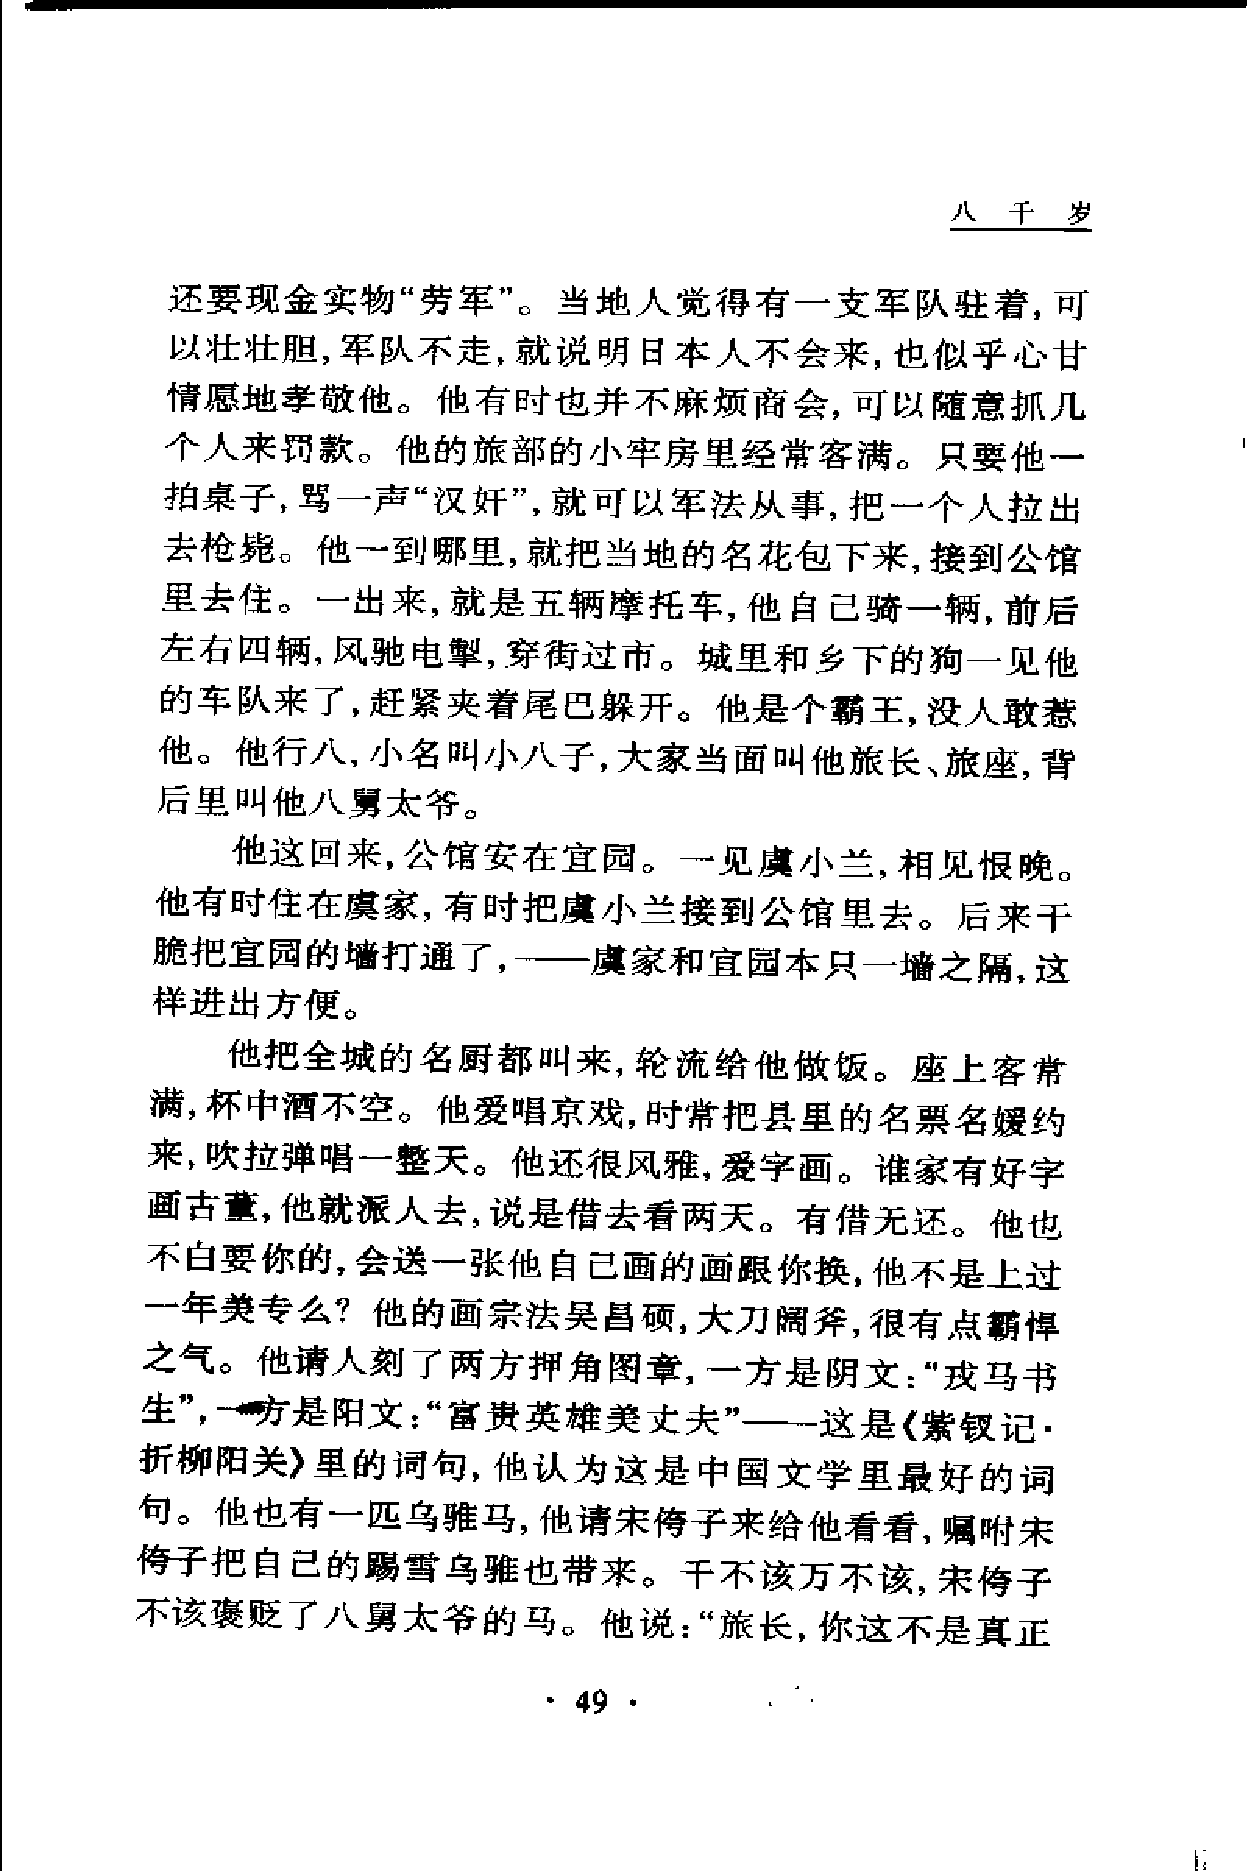 八千岁
还要现金实物“劳军”。当地人觉得有一支军队驻着,可
以壮壮胆,军队不走,就说明日本人不会来,也似乎心甘
情愿地孝敬他。他有时也并不麻烦商会,可以随意抓几
个人来罚款。他的旅部的小牢房里经常客满。只要他一
拍桌子,骂一声“汉奸”,就可以军法从事,把一个人拉出
去枪毙。他一到哪里,就把当地的名花包下来,接到公馆
里去住。一出来,就是五辆摩托车,他自己骑一辆,前后
左右四辆,风驰电掣,穿街过市。城里和乡下的狗一见他
的车队来了,赶紧夹着尾巴躲开。他是个霸王,没人敢惹
他。他行八,小名叫小八子,大家当面叫他旅长、旅座,背
后里叫他八舅太爷。
他这回来,公馆安在宜园。一见虞小兰,相见恨晚。
他有时住在虞家,有时把虞小兰接到公馆里去。后来干
脆把宜园的墙打通了,——虞家和宜园本只一墙之隔,这
样进出方便。
他把全城的名厨都叫来,轮流给他做饭。座上客常
满,杯中酒不空。他爱唱京戏,时常把县里的名票名媛约
来,吹拉弹唱一整天。他还很风雅,爱字画。谁家有好字
画古董,他就派人去,说是借去看两天。有借无还。他也
不白要你的,会送一张他自己画的画跟你换,他不是上过
一年美专么?他的画宗法吴昌硕,大刀阔斧,很有点霸悍
之气。他请人刻了两方押角图章,一方是阴文:“戎马书
生”,一方是阳文:“富贵英雄美丈夫”——这是《紫钗记·
折柳阳关》里的词句,他认为这是中国文学里最好的词
句。他也有一匹乌骓马,他请宋侉子来给他看看,嘱咐宋
侉子把自己的踢雪乌骓也带来。千不该万不该,宋侉子
不该褒贬了八舅太爷的马。他说:“旅长,你这不是真正
· 49 ·